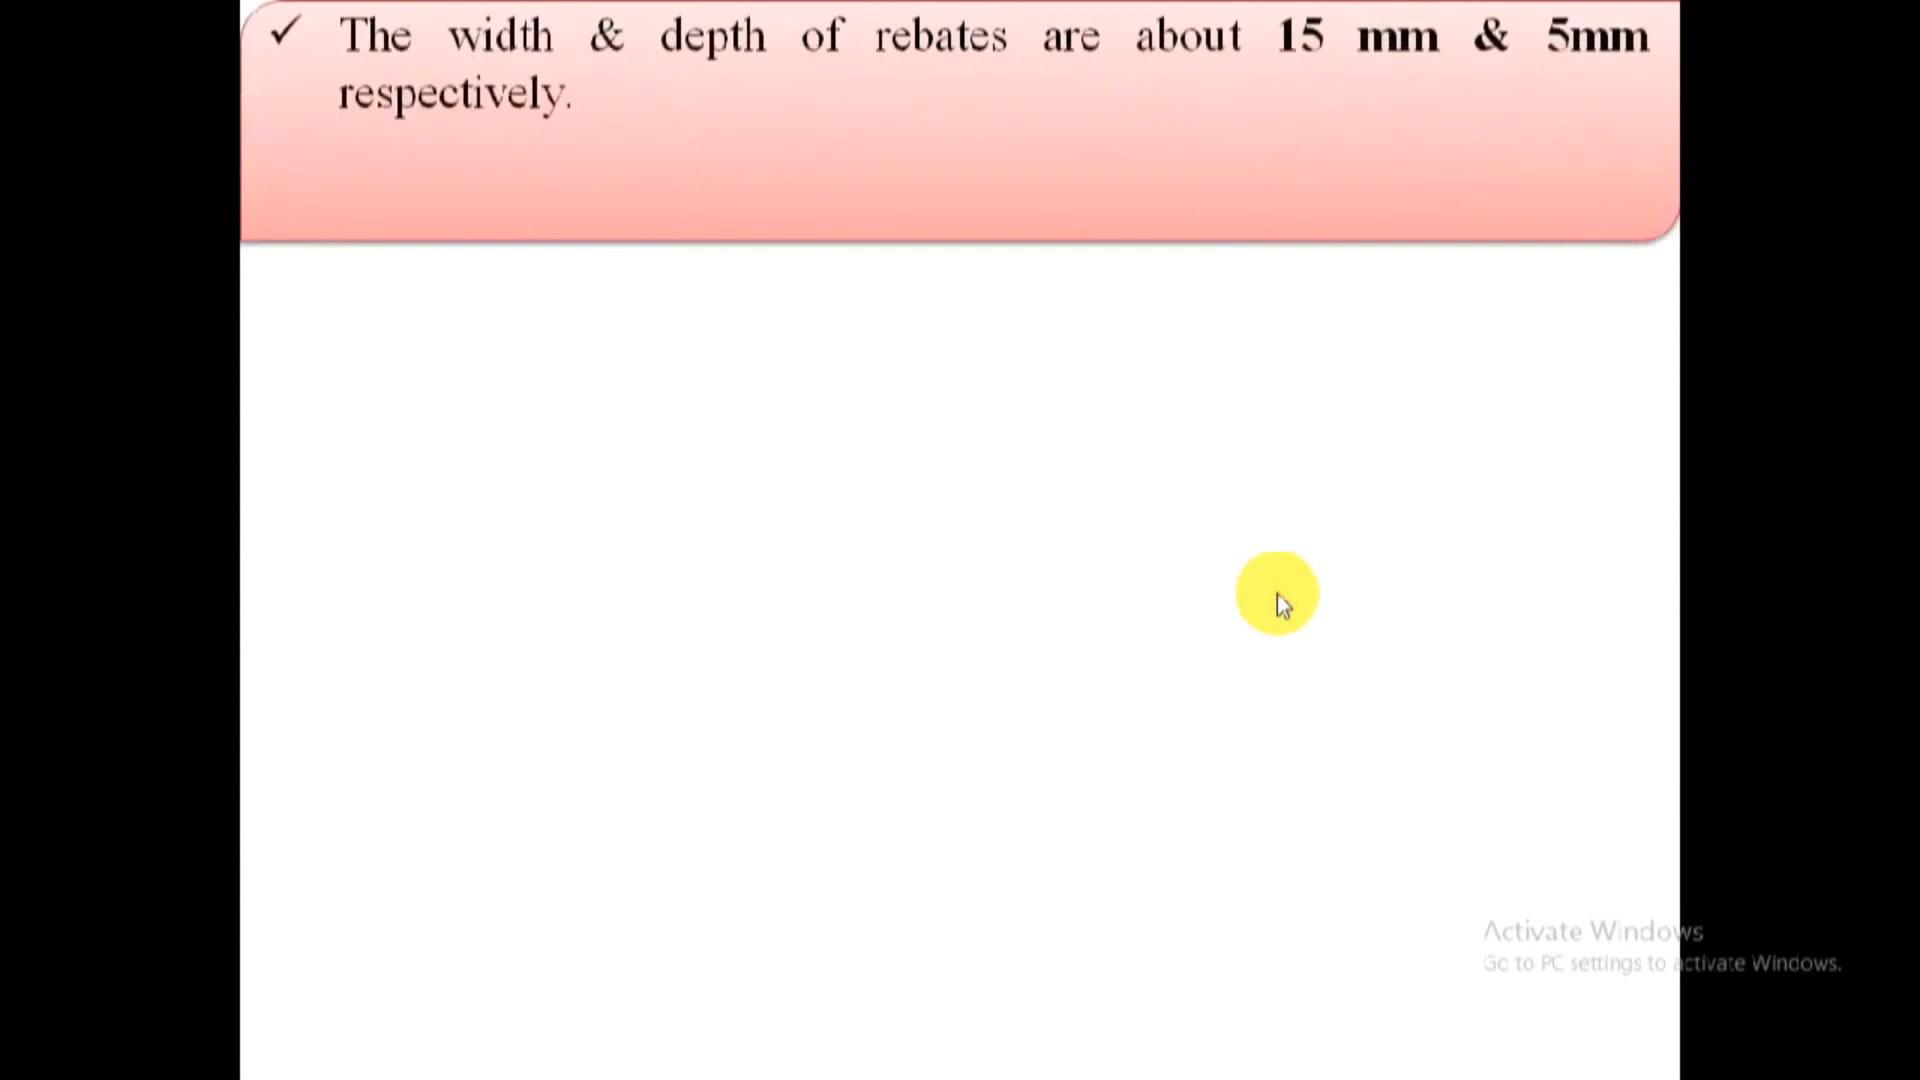 ✓ The width & depth of rebates are about 15 mm & 5mm
respectively.
Activate Windows
Go to PC settings to activate Windows.